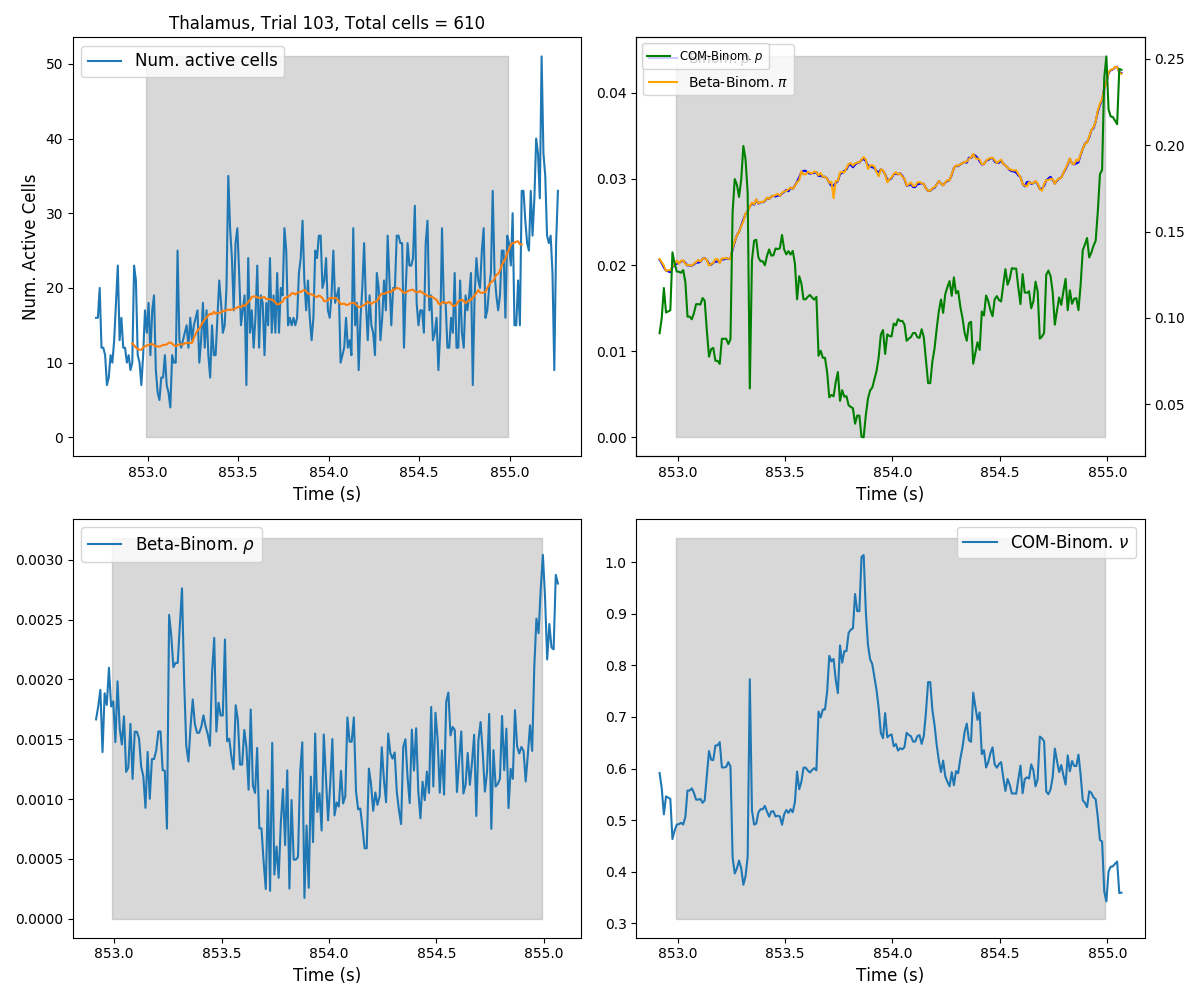 Thalamus, Trial 103, Total cells = 610
Num. active cells
Num. Active Cells
50
40
30
20
10
0
853.0 853.5 854.0 854.5 855.0
Time (s)
COM-Binom. p
Beta-Binom. π
0.04
0.03
0.02
0.01
0.00
0.25
0.20
0.15
0.10
0.05
853.0 853.5 854.0 854.5 855.0
Time (s)
Beta-Binom. ρ
0.0030
0.0025
0.0020
0.0015
0.0010
0.0005
0.0000
853.0 853.5 854.0 854.5 855.0
Time (s)
COM-Binom. ν
1.0
0.9
0.8
0.7
0.6
0.5
0.4
0.3
853.0 853.5 854.0 854.5 855.0
Time (s)